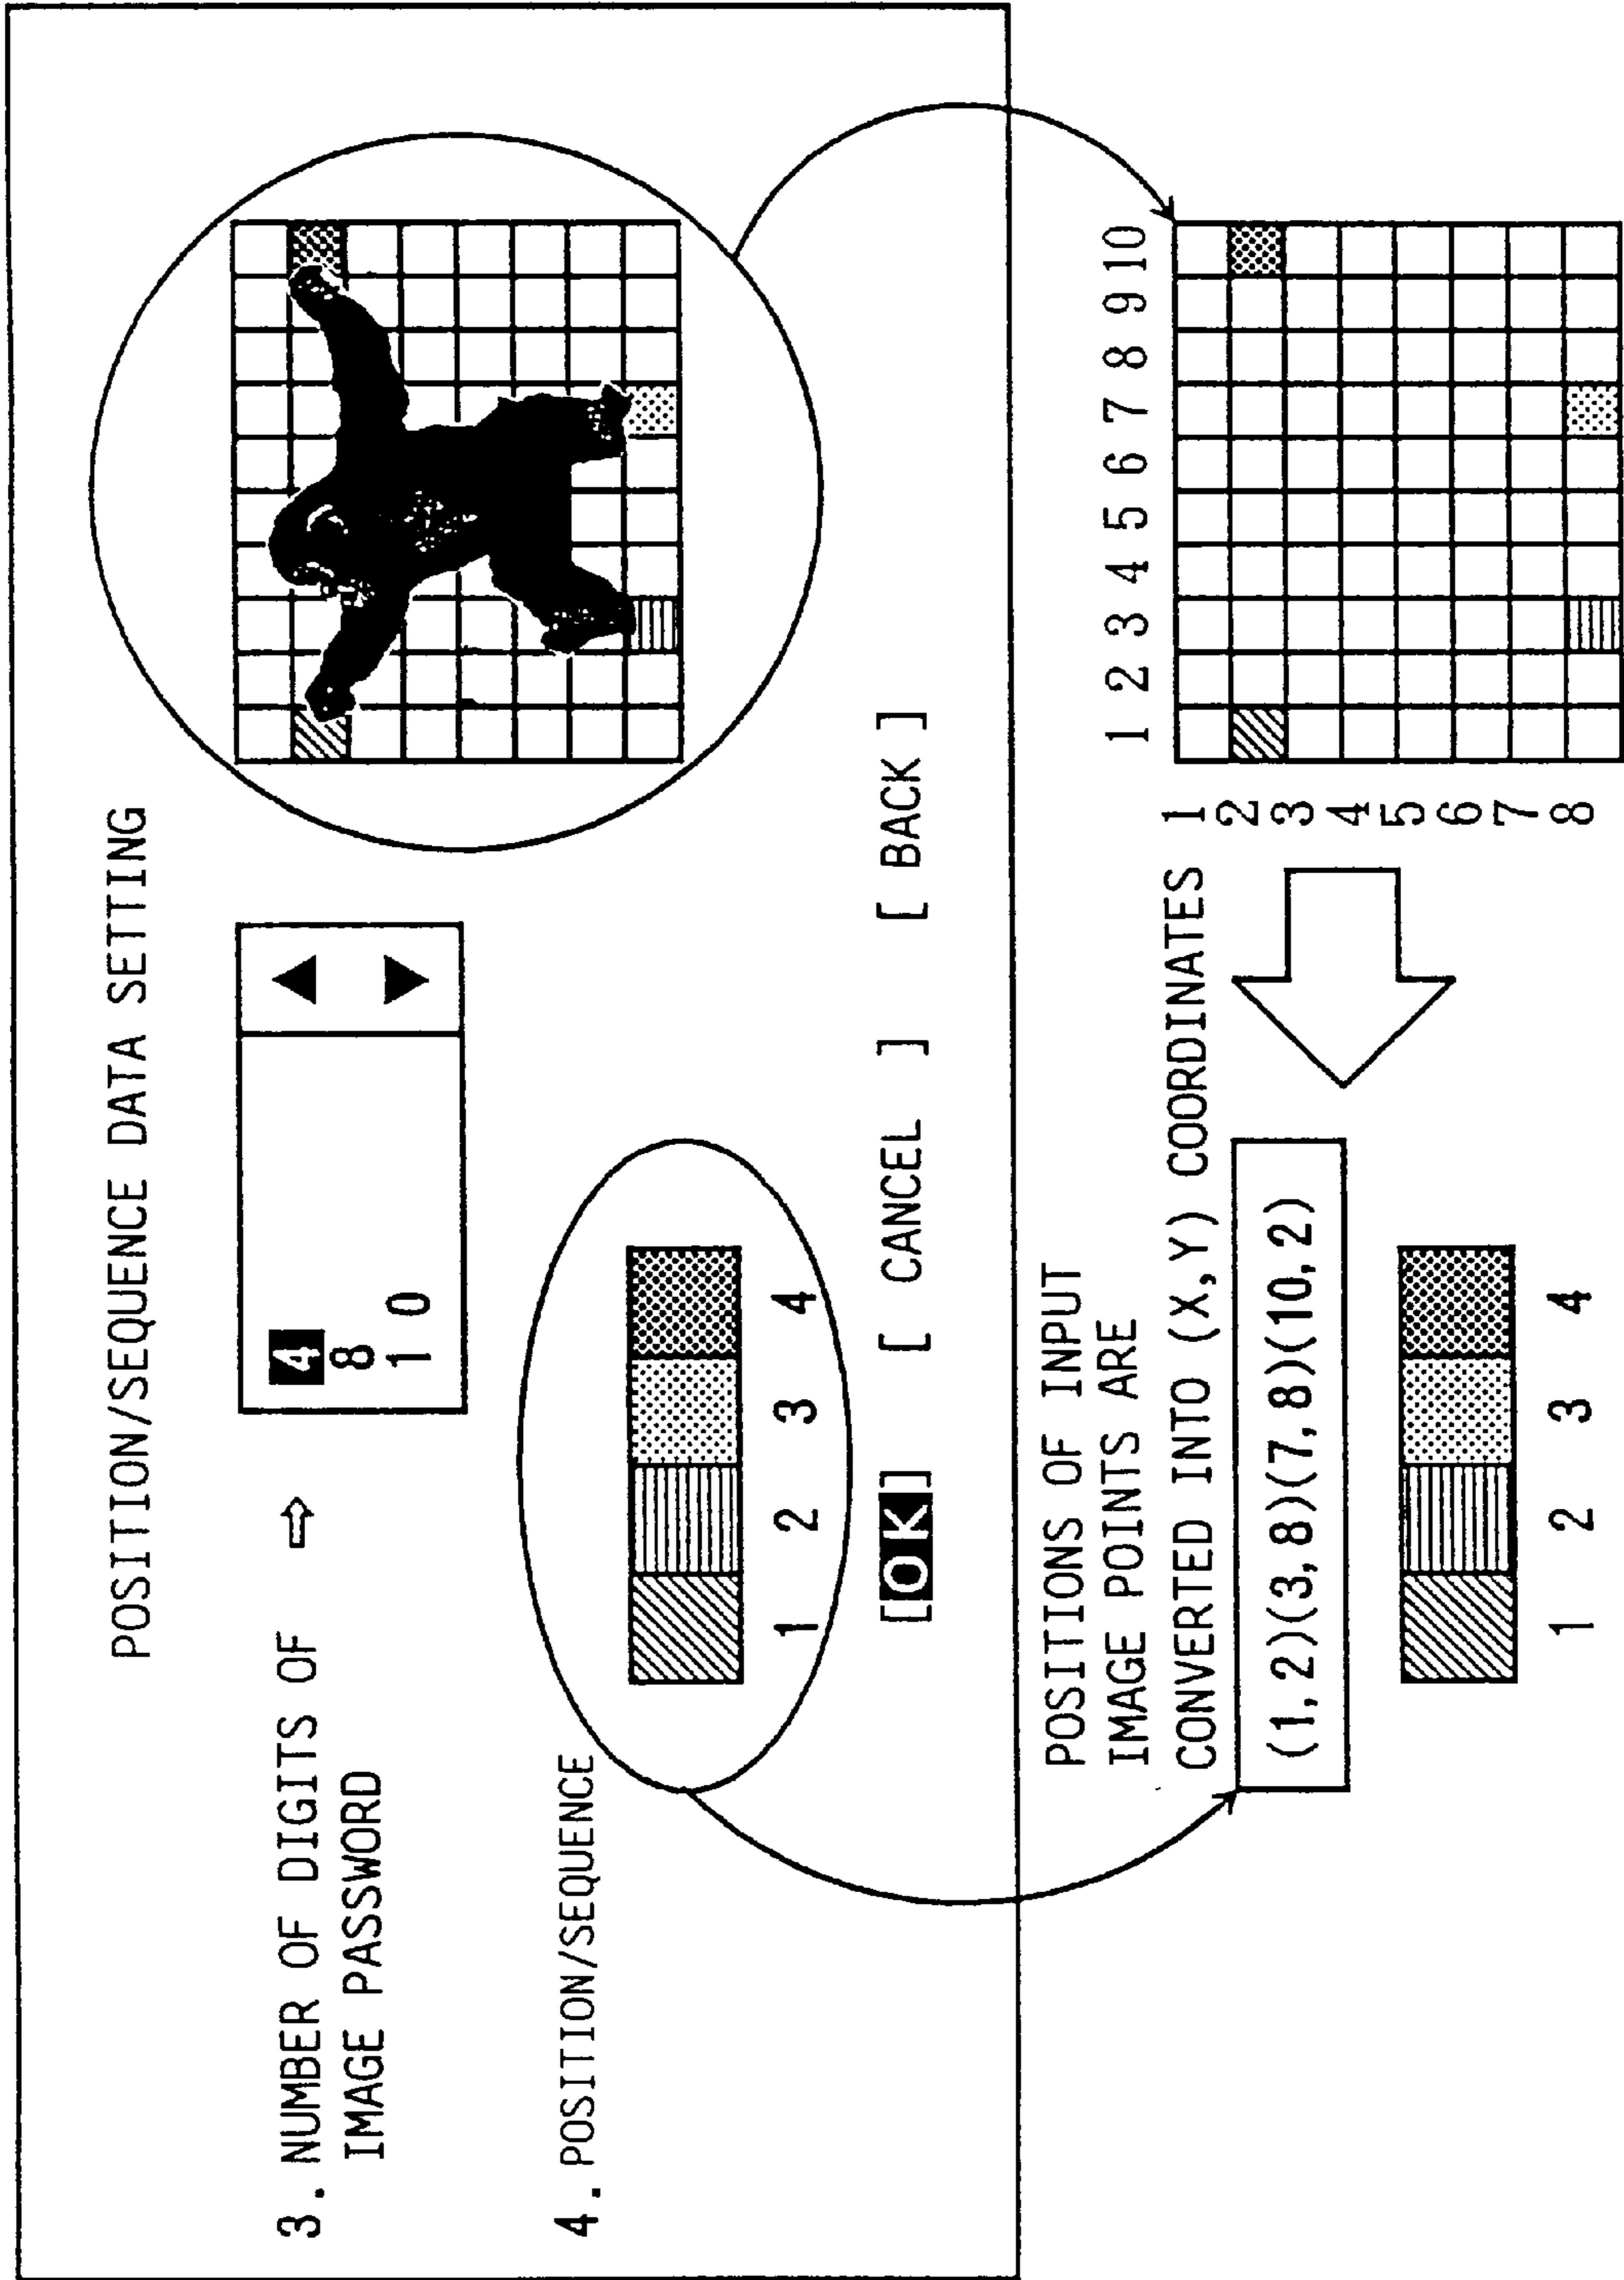 POSITION/SEQUENCE DATA SETTING
3. NUMBER OF DIGITS OF
IMAGE PASSWORD
⇨
4
8
10
▲
▼
4. POSITION/SEQUENCE
1 2 3 4
[OK] [ CANCEL ] [ BACK ]
POSITIONS OF INPUT
IMAGE POINTS ARE
CONVERTED INTO (X,Y) COORDINATES
(1,2)(3,8)(7,8)(10,2)
1 2 3 4
1 2 3 4 5 6 7 8 9 10
1
2
3
4
5
6
7
8